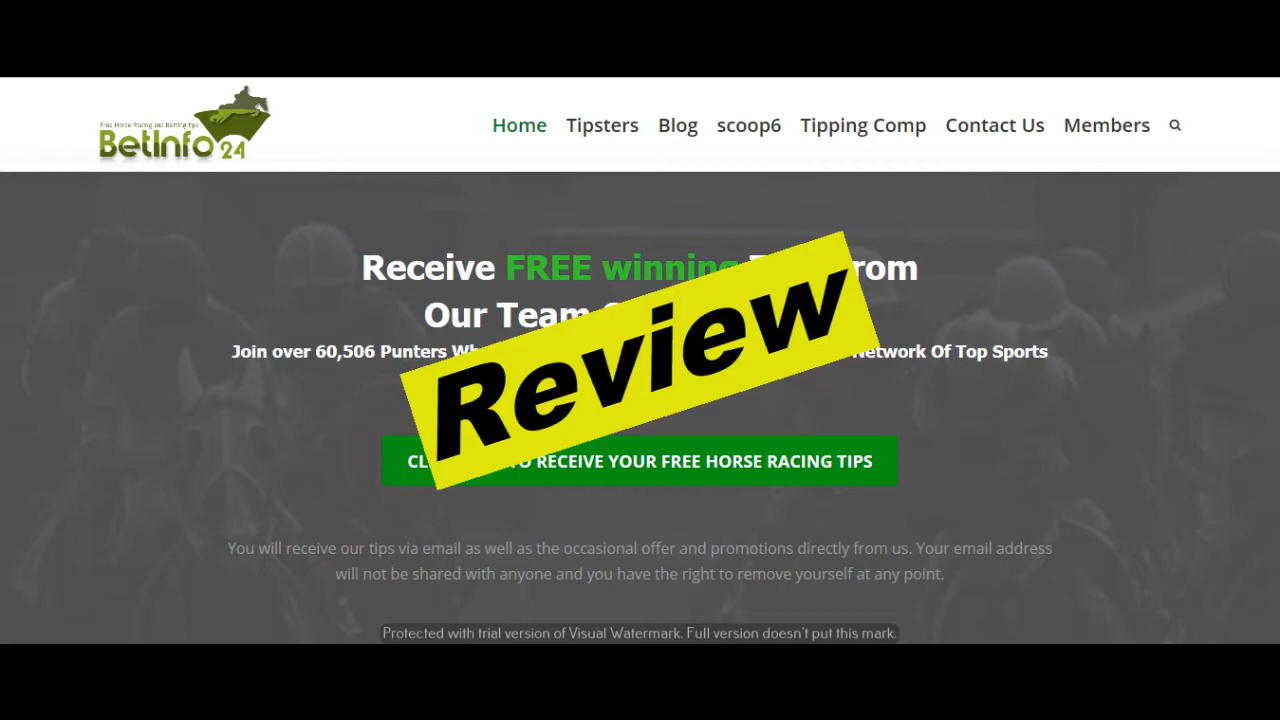 Free Horse Racing and Betting Tips
BetInfo 24
Home Tipsters Blog scoop6 Tipping Comp Contact Us Members
Receive FREE winning
Our Team
Join over 60,506 Punters Network Of Top Sports
Review
RECEIVE YOUR FREE HORSE RACING TIPS
You will receive our tips via email as well as the occasional offer and promotions directly from us. Your email address
will not be shared with anyone and you have the right to remove yourself at any point.
Protected with trial version of Visual Watermark. Full version doesn't put this mark.